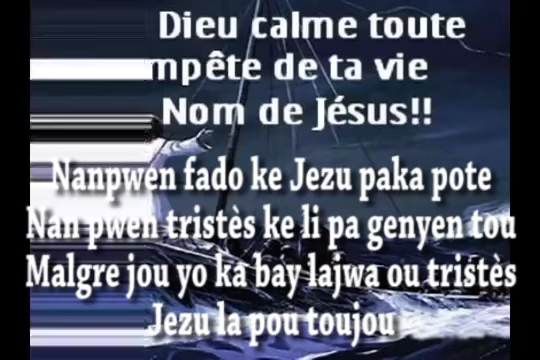 Dieu calme toute
mpête de ta vie
Nom de Jésus!!
Nanpwen fado ke Jezu paka pote
Nan pwen tristès ke li pa genyen tou
Malgre jou yo ka bay lajwa ou tristès
Jezu la pou toujou